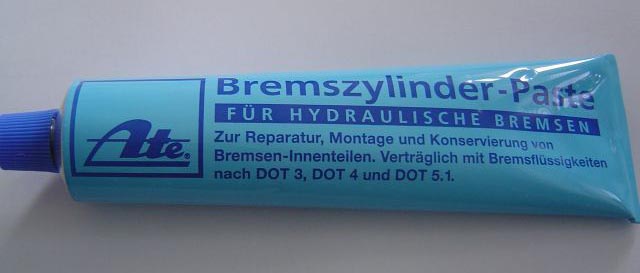 Ate®
Bremszylinder-Paste
FÜR HYDRAULISCHE BREMSEN
Zur Reparatur, Montage und Konservierung von
Bremsen-Innenteilen. Verträglich mit Bremsflüssigkeiten
nach DOT 3, DOT 4 und DOT 5.1.